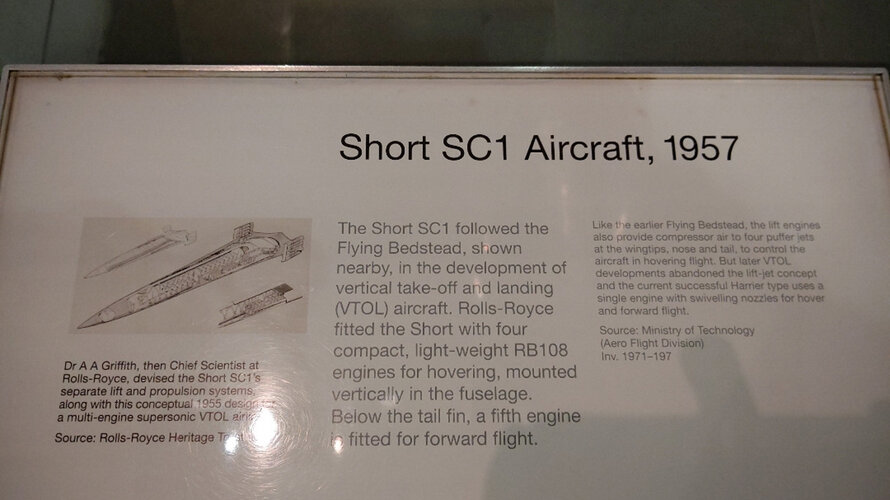 Short SC1 Aircraft, 1957
Dr A A Griffith, then Chief Scientist at
Rolls-Royce, devised the Short SC1's
separate lift and propulsion systems
along with this conceptual 1955
a multi-engine supersonic VTOL
Source: Rolls-Royce Heritage
The Short SC1 followed the
Flying Bedstead, shown
nearby, in the development of
vertical take-off and landing
(VTOL) aircraft. Rolls-Royce
fitted the Short with four
compact, light-weight RB108
engines for hovering, mounted
vertically in the fuselage.
Below the tail fin, a fifth engine
is fitted for forward flight.
Like the earlier Flying Bedstead, the lift engines
also provide compressor air to four puffer jets
at the wingtips, nose and tail, to control the
aircraft in hovering flight. But later VTOL
developments abandoned the lift-jet concept
and the current successful Harrier type uses a
single engine with swivelling nozzles for hover
and forward flight.
Source: Ministry of Technology
(Aero Flight Division)
Inv. 1971–197